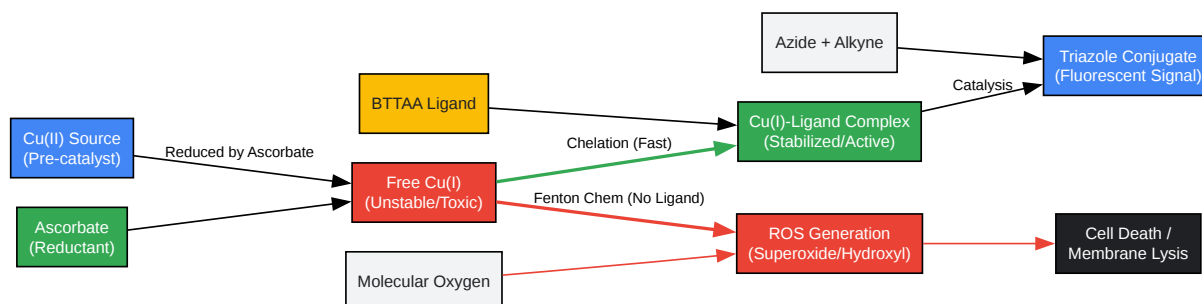 Azide + Alkyne
Triazole Conjugate
(Fluorescent Signal)
BTTAA Ligand
Catalysis
Cu(I)-Ligand Complex
(Stabilized/Active)
Cu(II) Source
(Pre-catalyst)
Reduced by Ascorbate
Chelation (Fast)
Free Cu(I)
(Unstable/Toxic)
Fenton Chem (No Ligand)
Ascorbate
(Reductant)
ROS Generation
(Superoxide/Hydroxyl)
Cell Death /
Membrane Lysis
Molecular Oxygen